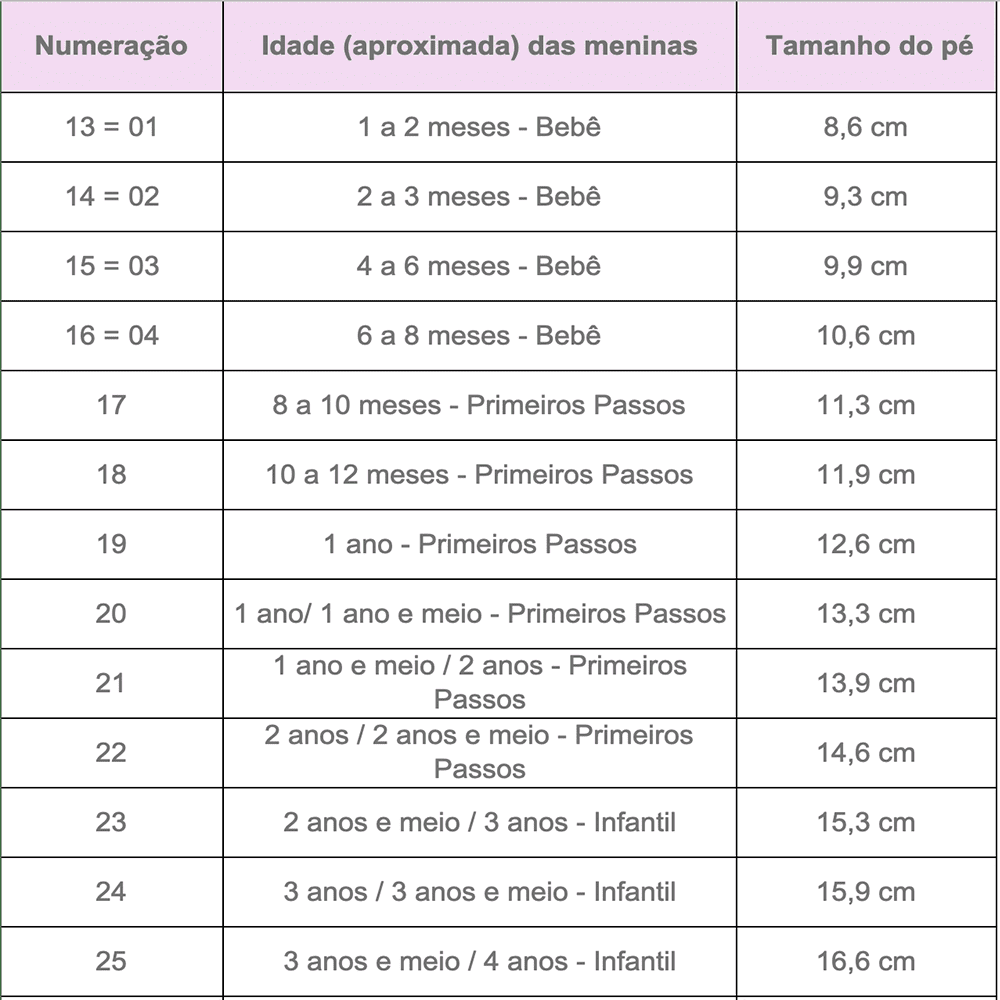 Numeração Idade (aproximada) das meninas Tamanho do pé
13 = 01 1 a 2 meses - Bebê 8,6 cm
14 = 02 2 a 3 meses - Bebê 9,3 cm
15 = 03 4 a 6 meses - Bebê 9,9 cm
16 = 04 6 a 8 meses - Bebê 10,6 cm
17 8 a 10 meses - Primeiros Passos 11,3 cm
18 10 a 12 meses - Primeiros Passos 11,9 cm
19 1 ano - Primeiros Passos 12,6 cm
20 1 ano/ 1 ano e meio - Primeiros Passos 13,3 cm
21 1 ano e meio / 2 anos - Primeiros
Passos 13,9 cm
22 2 anos / 2 anos e meio - Primeiros
Passos 14,6 cm
23 2 anos e meio / 3 anos - Infantil 15,3 cm
24 3 anos / 3 anos e meio - Infantil 15,9 cm
25 3 anos e meio / 4 anos - Infantil 16,6 cm